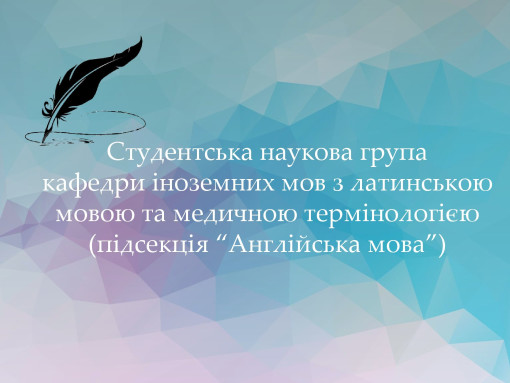 Студентська наукова група
кафедри іноземних мов з латинською
мовою та медичною термінологією
(підсекція “Англійська мова”)